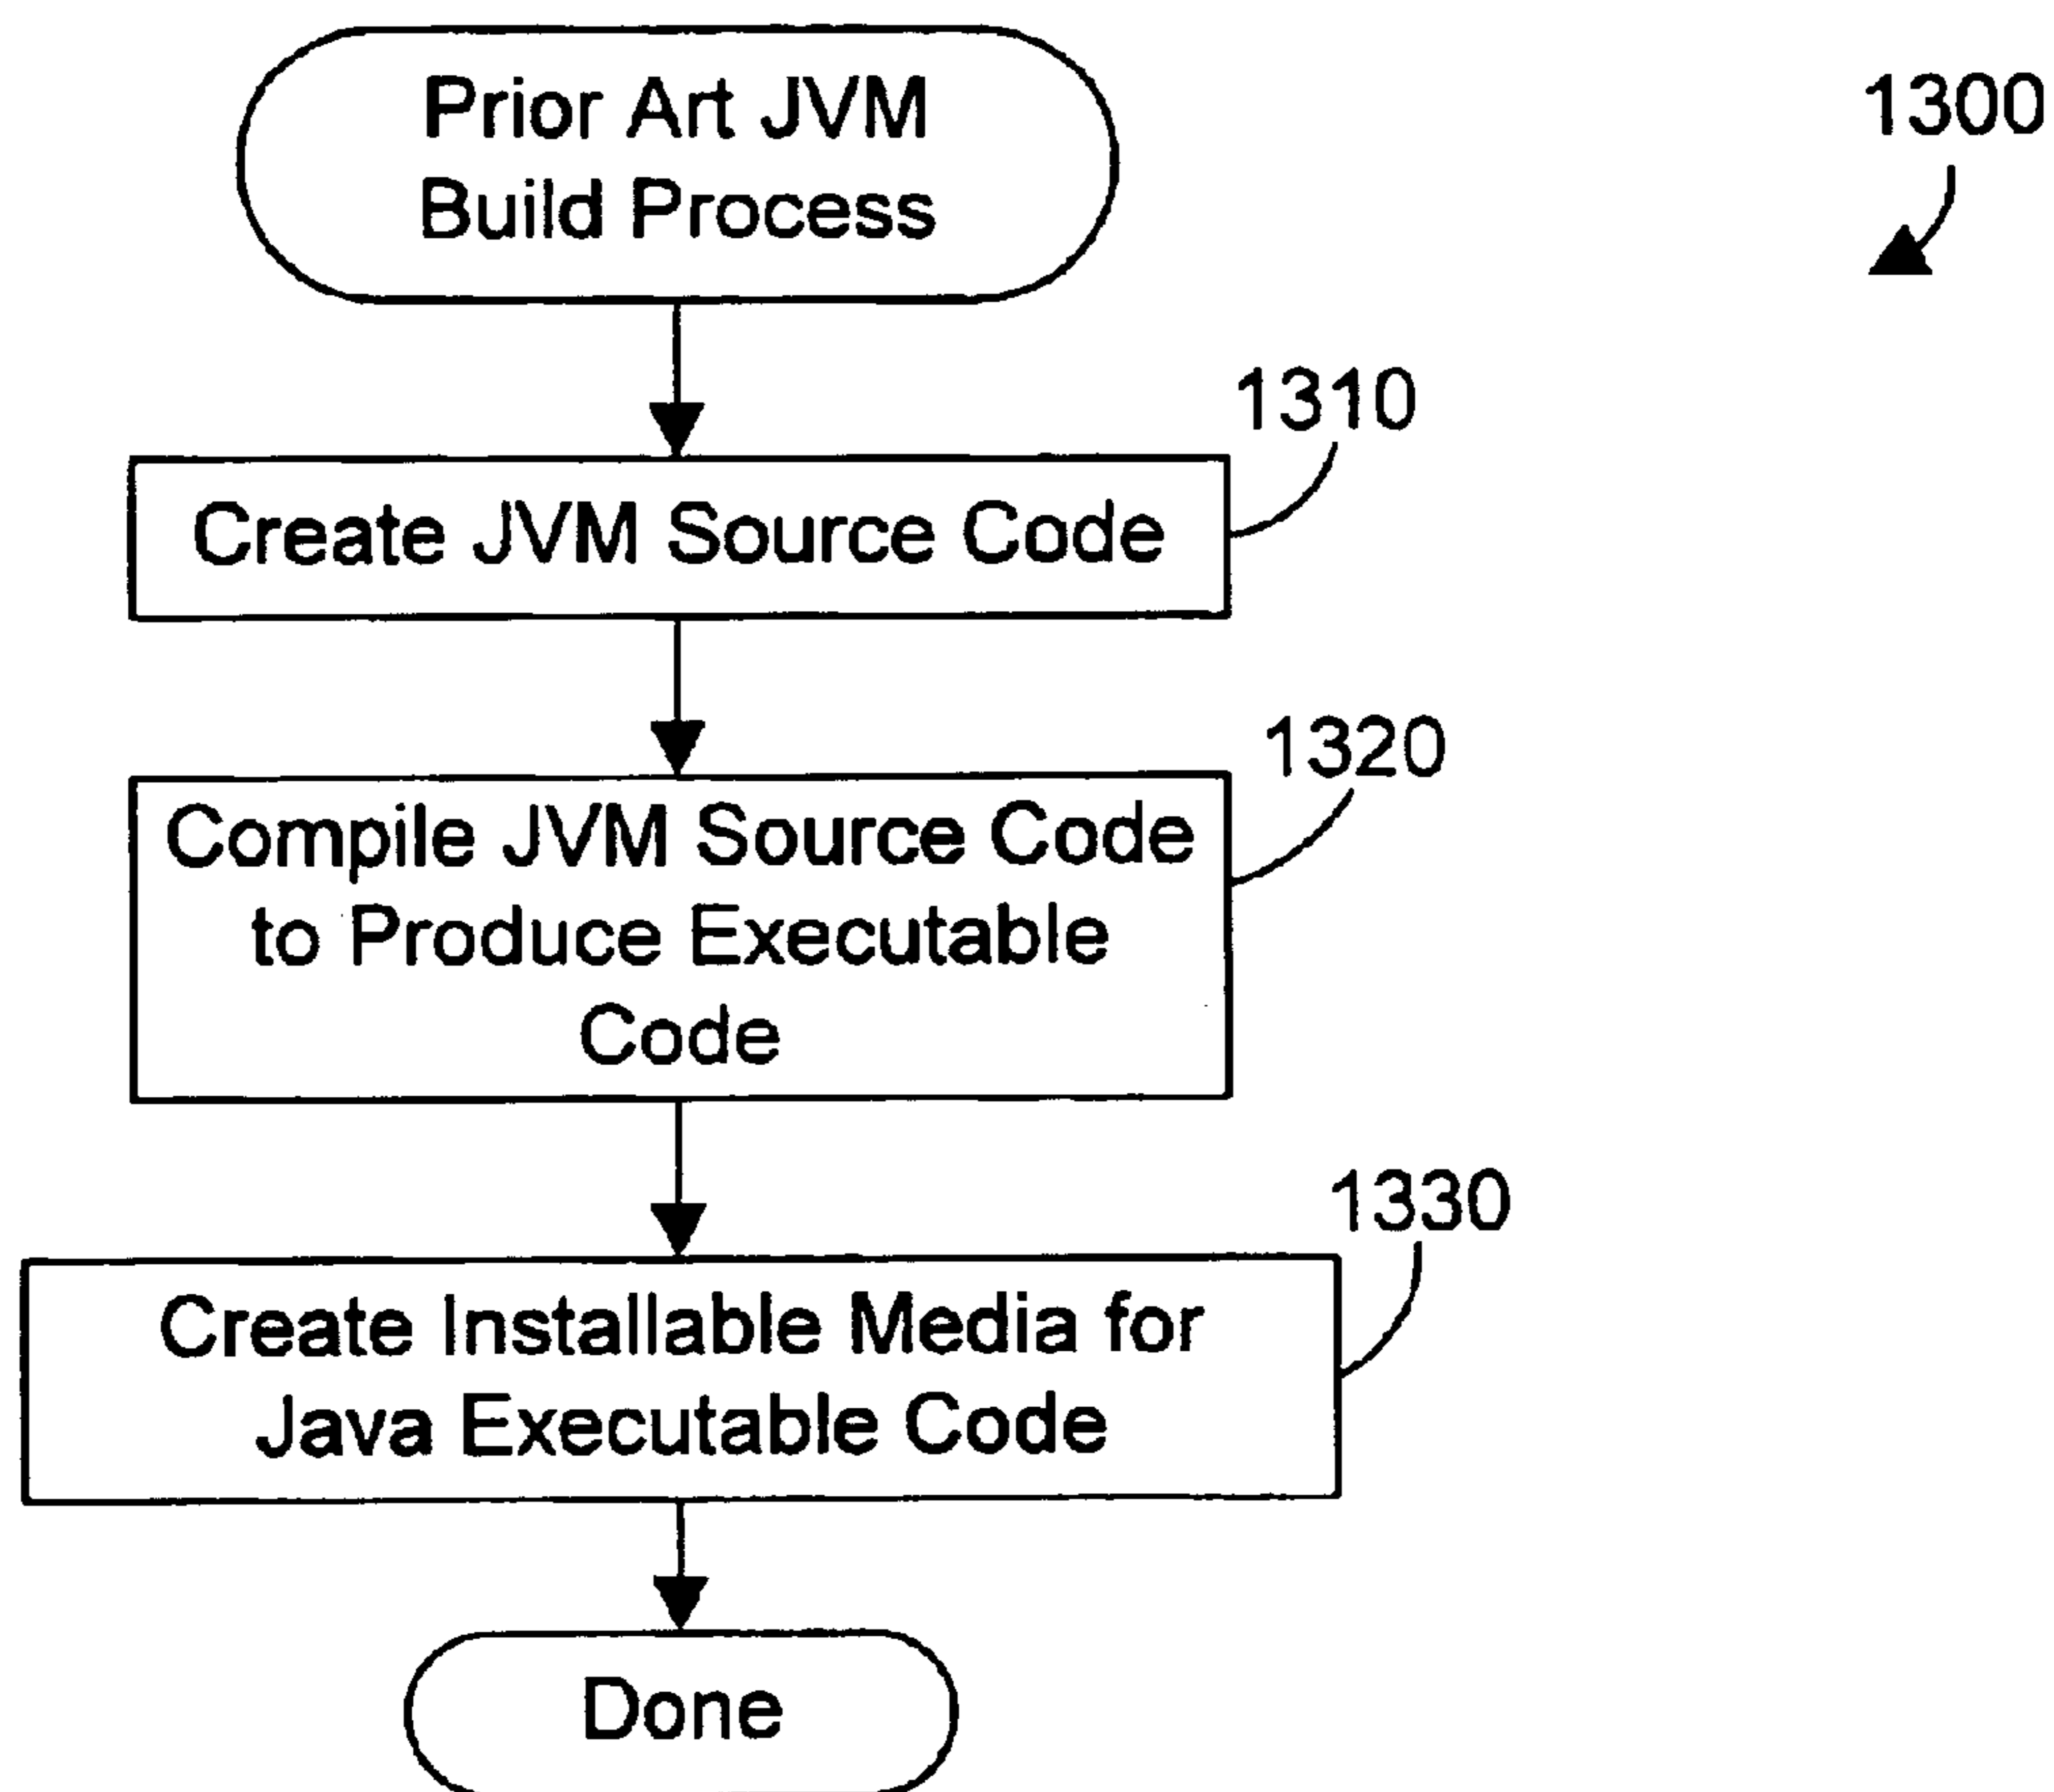 Prior Art JVM
Build Process
1300
1310
Create JVM Source Code
1320
Compile JVM Source Code
to Produce Executable
Code
1330
Create Installable Media for
Java Executable Code
Done